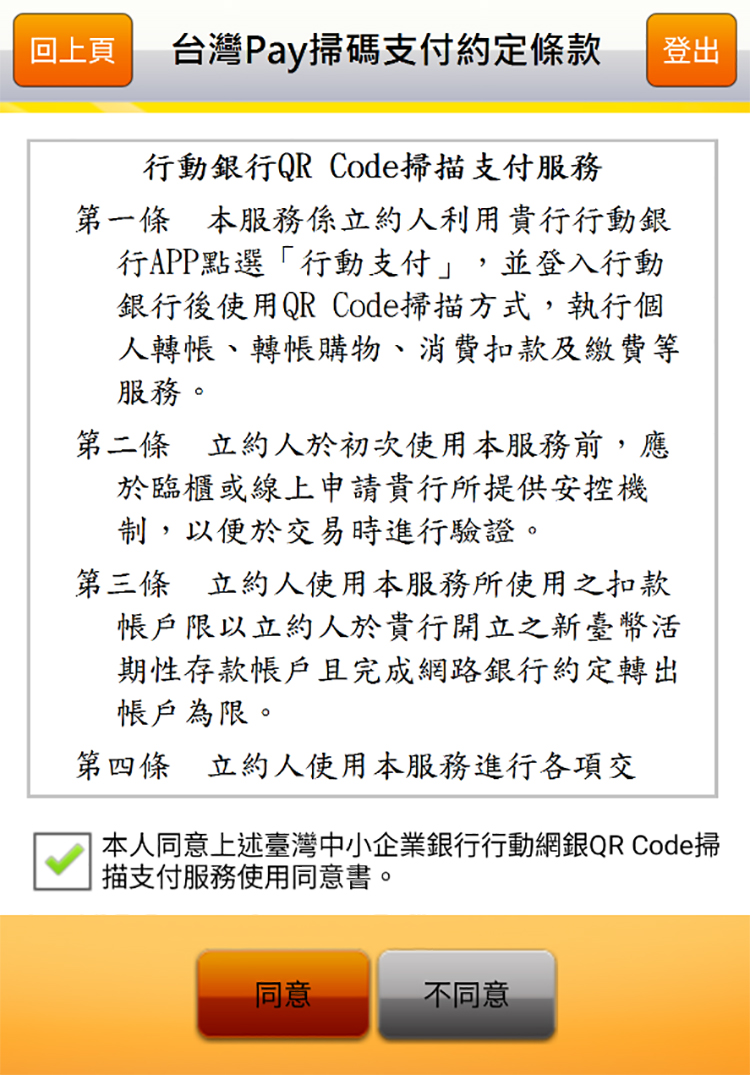 回上頁 台灣Pay掃碼支付約定條款 登出
行動銀行QR Code掃描支付服務
第一條 本服務係立約人利用貴行行動銀
行APP點選「行動支付」，並登入行動
銀行後使用QR Code掃描方式，執行個
人轉帳、轉帳購物、消費扣款及繳費等
服務。
第二條 立約人於初次使用本服務前，應
於臨櫃或線上申請貴行所提供安控機
制，以便於交易時進行驗證。
第三條 立約人使用本服務所使用之扣款
帳戶限以立約人於貴行開立之新臺幣活
期性存款帳戶且完成網路銀行約定轉出
帳戶為限。
第四條 立約人使用本服務進行各項交
本人同意上述臺灣中小企業銀行行動網銀QR Code掃
描支付服務使用同意書。
同意 不同意